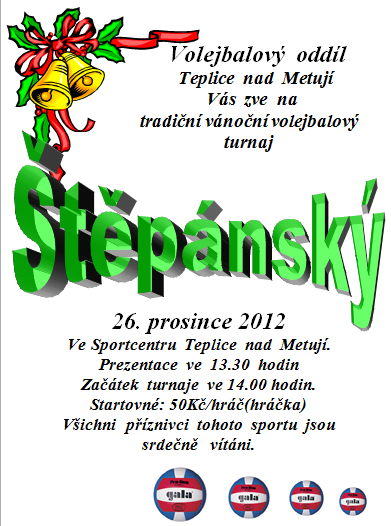 Volejbalový oddíl
Teplice nad Metují
Vás zve na
tradiční vánoční volejbalový
turnaj
Štěpánský
26. prosince 2012
Ve Sportcentru Teplice nad Metují.
Prezentace ve 13.30 hodin
Začátek turnaje ve 14.00 hodin.
Startovné: 50Kč/hráč(hráčka)
Všichni příznivci tohoto sportu jsou
srdečně vítáni.
Pro-line
gala
gala
gala
gala